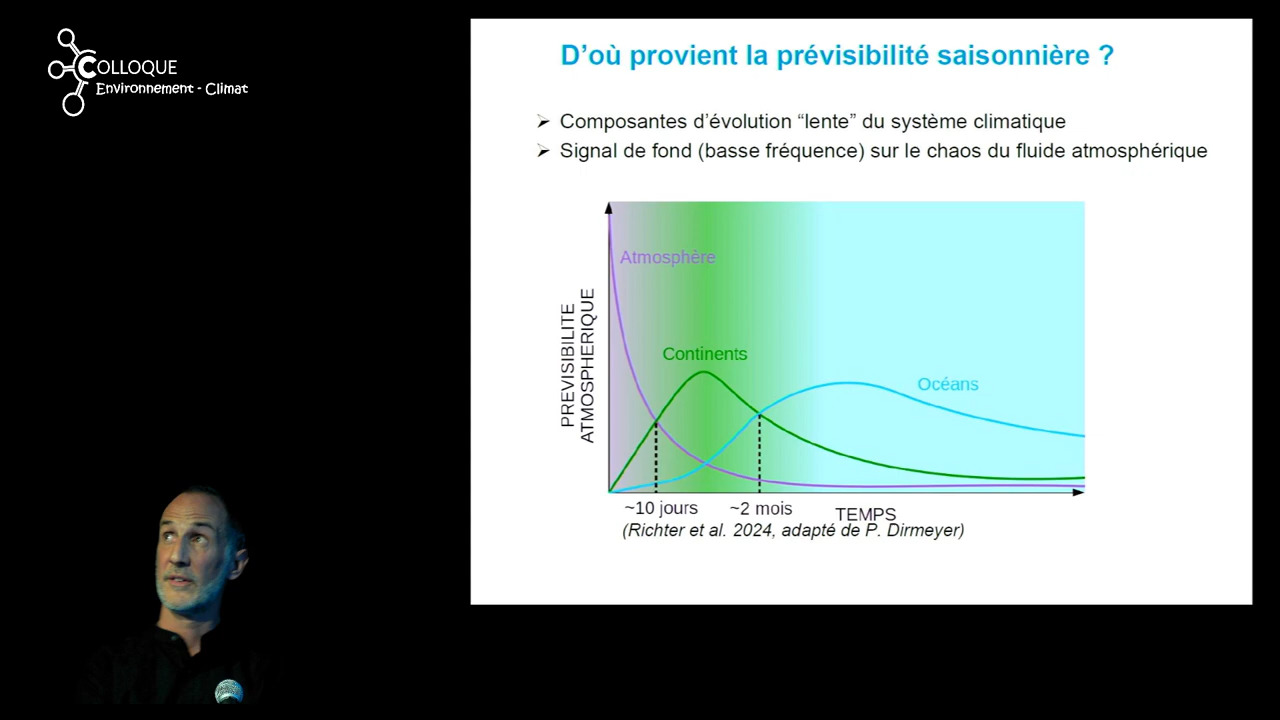 COLLOQUE
Environnement - Climat
D’où provient la prévisibilité saisonnière ?
Composantes d’évolution “lente” du système climatique
Signal de fond (basse fréquence) sur le chaos du fluide atmosphérique
PREVISIBILITE
ATMOSPHERIQUE
Atmosphère
Continents
Océans
~10 jours
~2 mois
TEMPS
(Richter et al. 2024, adapté de P. Dirmeyer)